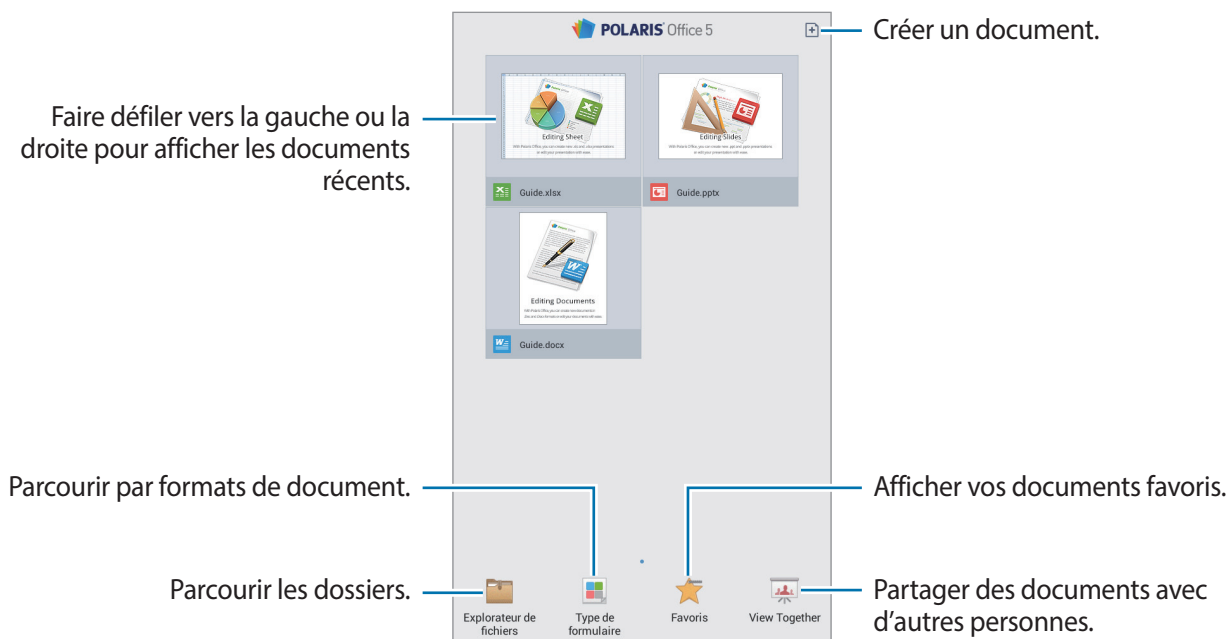 POLARIS Office 5
Créer un document.
Faire défiler vers la gauche ou la
droite pour afficher les documents
récents.
Editing Sheet
Editing Slides
Guide.xlsx
Guide.pptx
Editing Documents
Guide.docx
Parcourir par formats de document.
Afficher vos documents favoris.
Parcourir les dossiers.
Partager des documents avec
d'autres personnes.
Explorateur de
fichiers
Type de
formulaire
Favoris
View Together